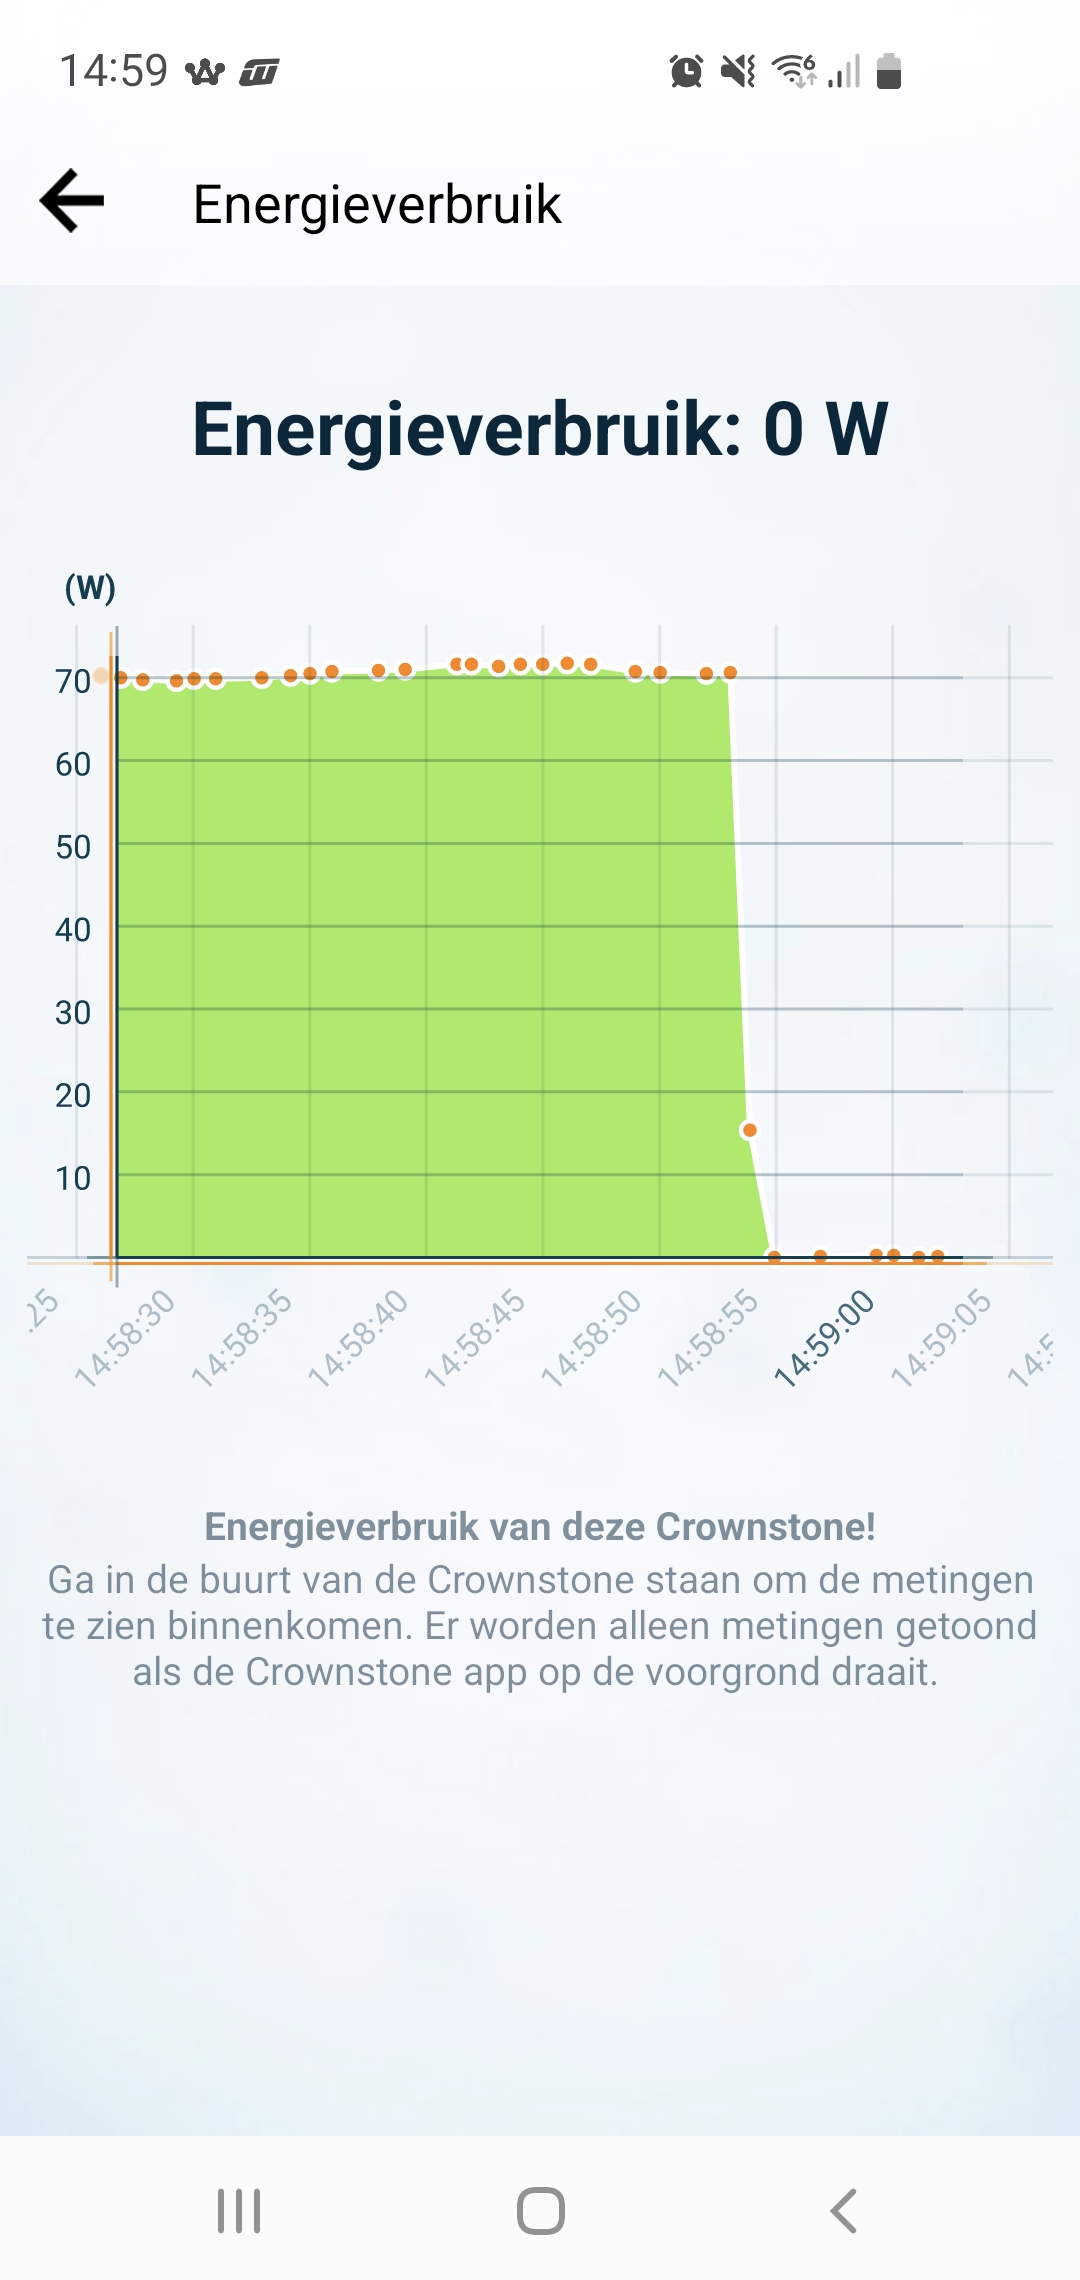 14:59
6
Energieverbruik
Energieverbruik: 0 W
(W)
70
60
50
40
30
20
10
:25
14:58:30
14:58:35
14:58:40
14:58:45
14:58:50
14:58:55
14:59:00
14:59:05
14:5
Energieverbruik van deze Crownstone!
Ga in de buurt van de Crownstone staan om de metingen
te zien binnenkomen. Er worden alleen metingen getoond
als de Crownstone app op de voorgrond draait.